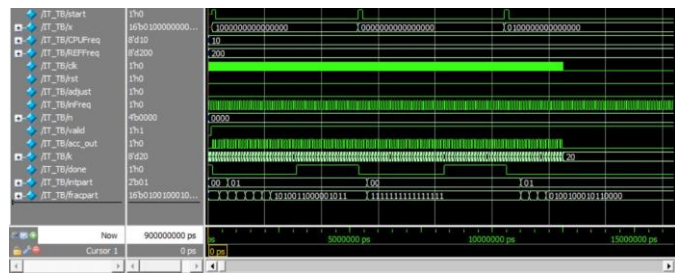 /IT_TB/start 1'h0
/IT_TB/x 16'b0100000000... 1000000000000000 0000000000000000 0100000000000000
/IT_TB/CPUFreq 8'd10 10
/IT_TB/REFFreq 8'd200 200
/IT_TB/clk 1'h0
/IT_TB/rst 1'h0
/IT_TB/adjust 1'h0
/IT_TB/inFreq 1'h0
/IT_TB/n 4'b0000 0000
/IT_TB/valid 1'h1
/IT_TB/acc_out 1'h0
/IT_TB/k 8'd20 20
/IT_TB/done 1'h0
/IT_TB/intpart 2'b01 00 01 00 01
/IT_TB/fracpart 16'b0100100010... 1010011000001011 1111111111111111 0100100010110000
Now 900000000 ps ps 5000000 ps 10000000 ps 15000000 ps
Cursor 1 0 ps 0 ps